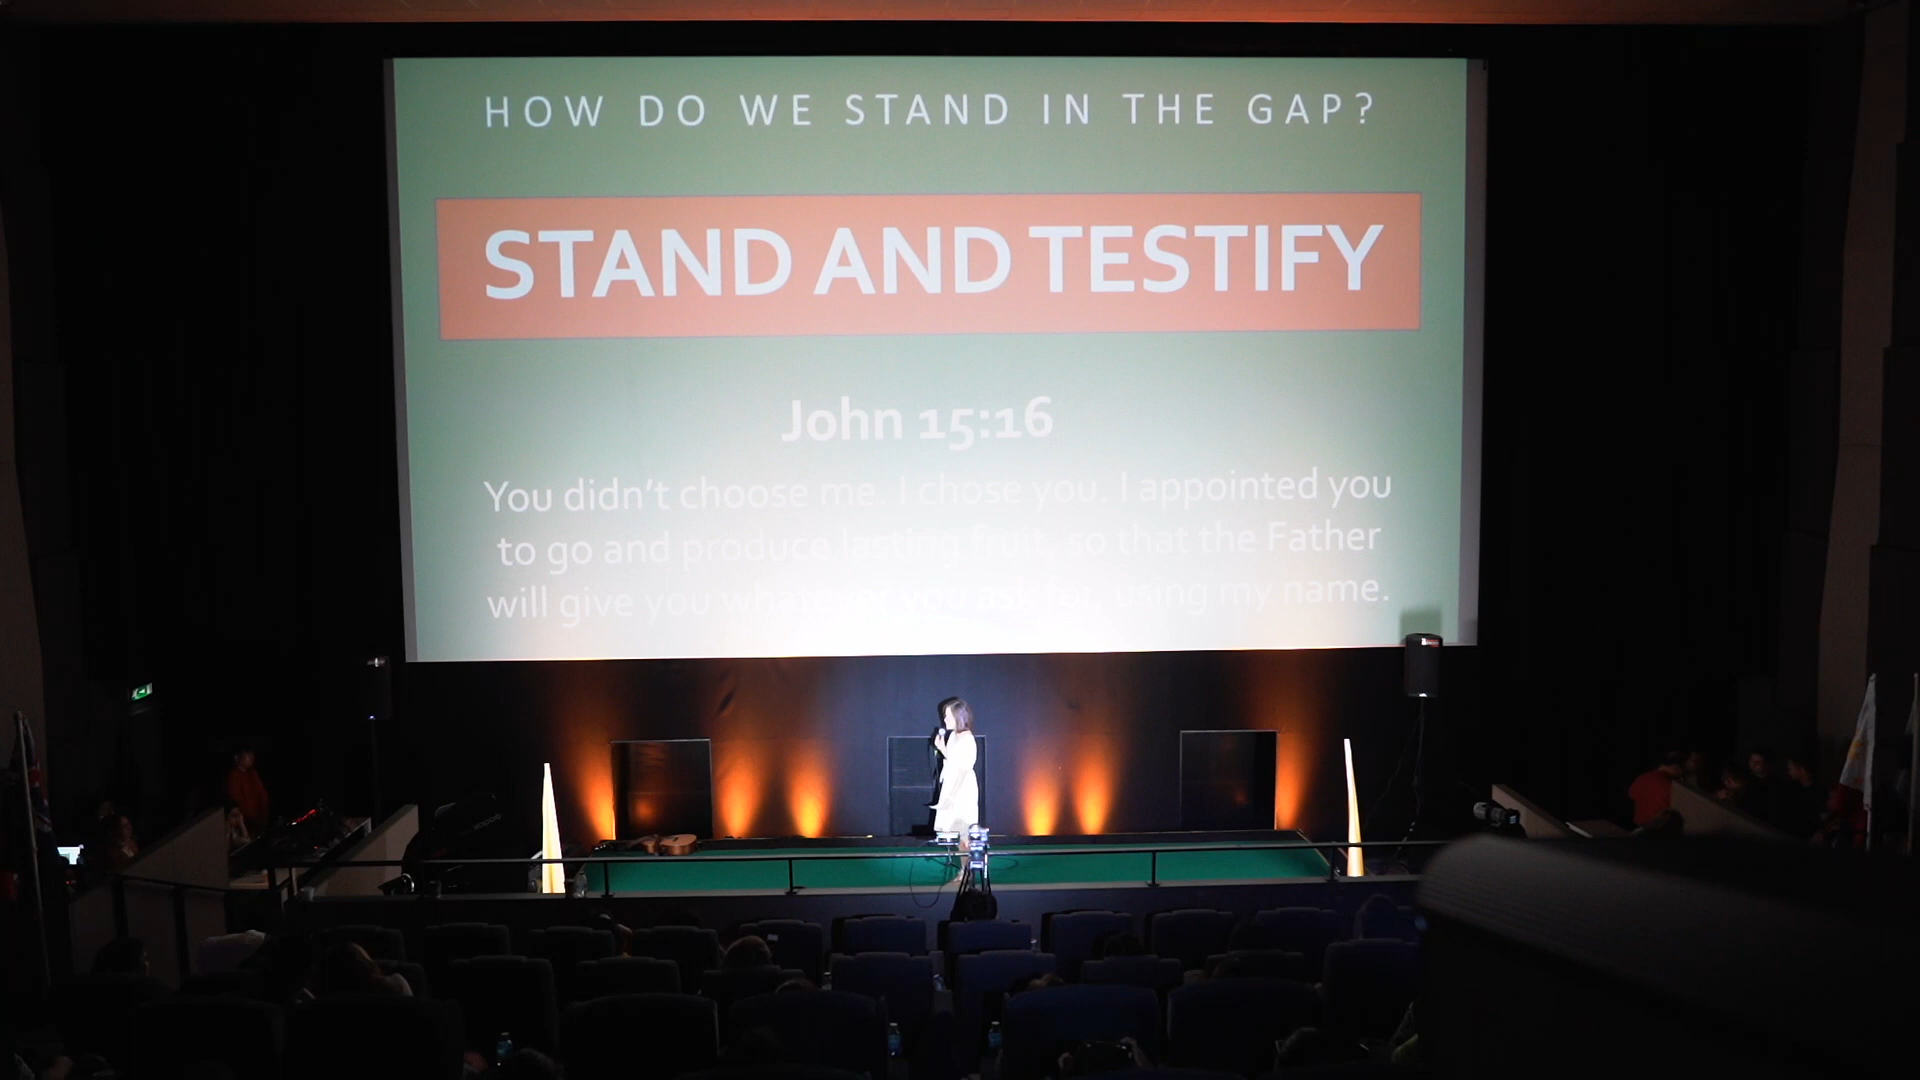 HOW DO WE STAND IN THE GAP?
STAND AND TESTIFY
John 15:16
You didn't choose me. I chose you. I appointed you
to go and produce lasting fruit, so that the Father
will give you whatever you ask for, using my name.